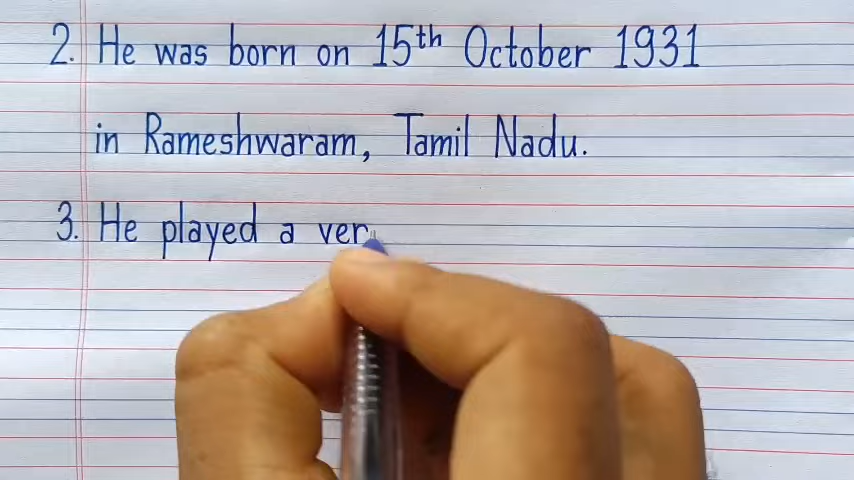 2. He was born on 15th October 1931
in Rameshwaram, Tamil Nadu.
3. He played a ver